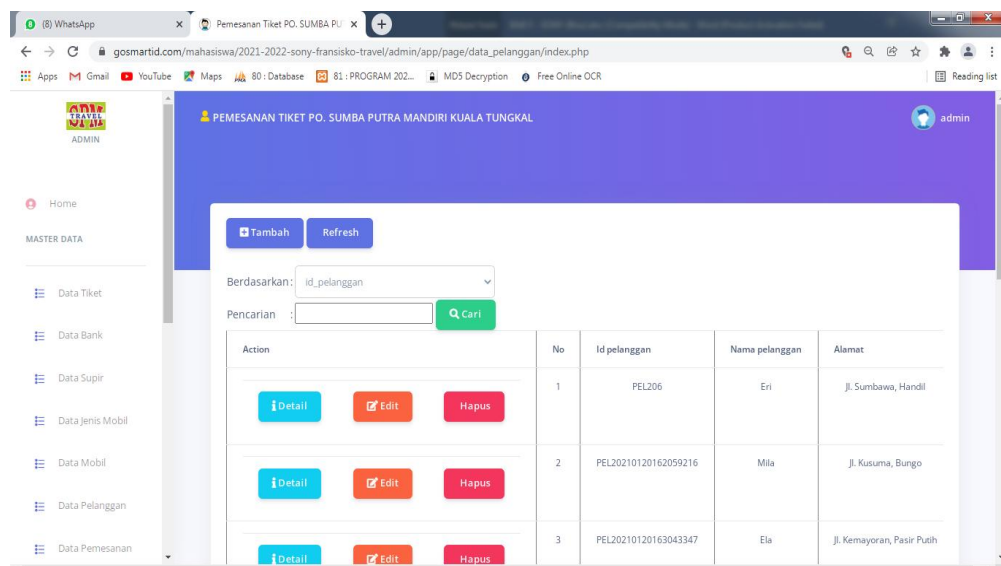 (8) WhatsApp
Pemesanan Tiket PO. SUMBA PU
gosmartid.com/mahasiswa/2021-2022-sony-fransisko-travel/admin/app/page/data_pelanggan/index.php
Apps Gmail YouTube Maps 80 : Database 81 : PROGRAM 202... MD5 Decryption Free Online OCR Reading list
SPM
TRAVEL
ADMIN
PEMESANAN TIKET PO. SUMBA PUTRA MANDIRI KUALA TUNGKAL
admin
Home
MASTER DATA
Data Tiket
Data Bank
Data Supir
Data Jenis Mobil
Data Mobil
Data Pelanggan
Data Pemesanan
Tambah Refresh
Berdasarkan: id_pelanggan
Pencarian : Cari
Action No Id pelanggan Nama pelanggan Alamat
Detail Edit Hapus 1 PEL206 Eri Jl. Sumbawa, Handil
Detail Edit Hapus 2 PEL20210120162059216 Mila Jl. Kusuma, Bungo
Detail Edit Hapus 3 PEL20210120163043347 Ela Jl. Kemayoran, Pasir Putih